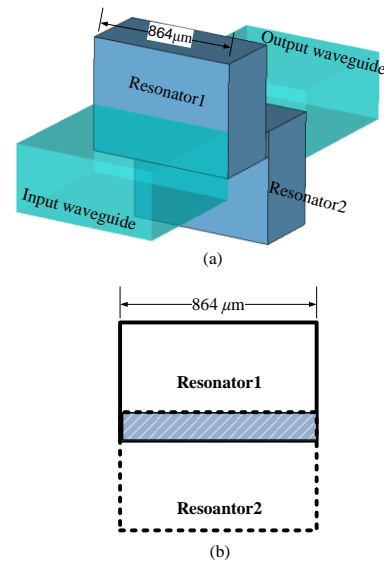 864μm
Output waveguide
Resonator1
Resonator2
Input waveguide
(a)
864 μm
Resonator1
Resoantor2
(b)